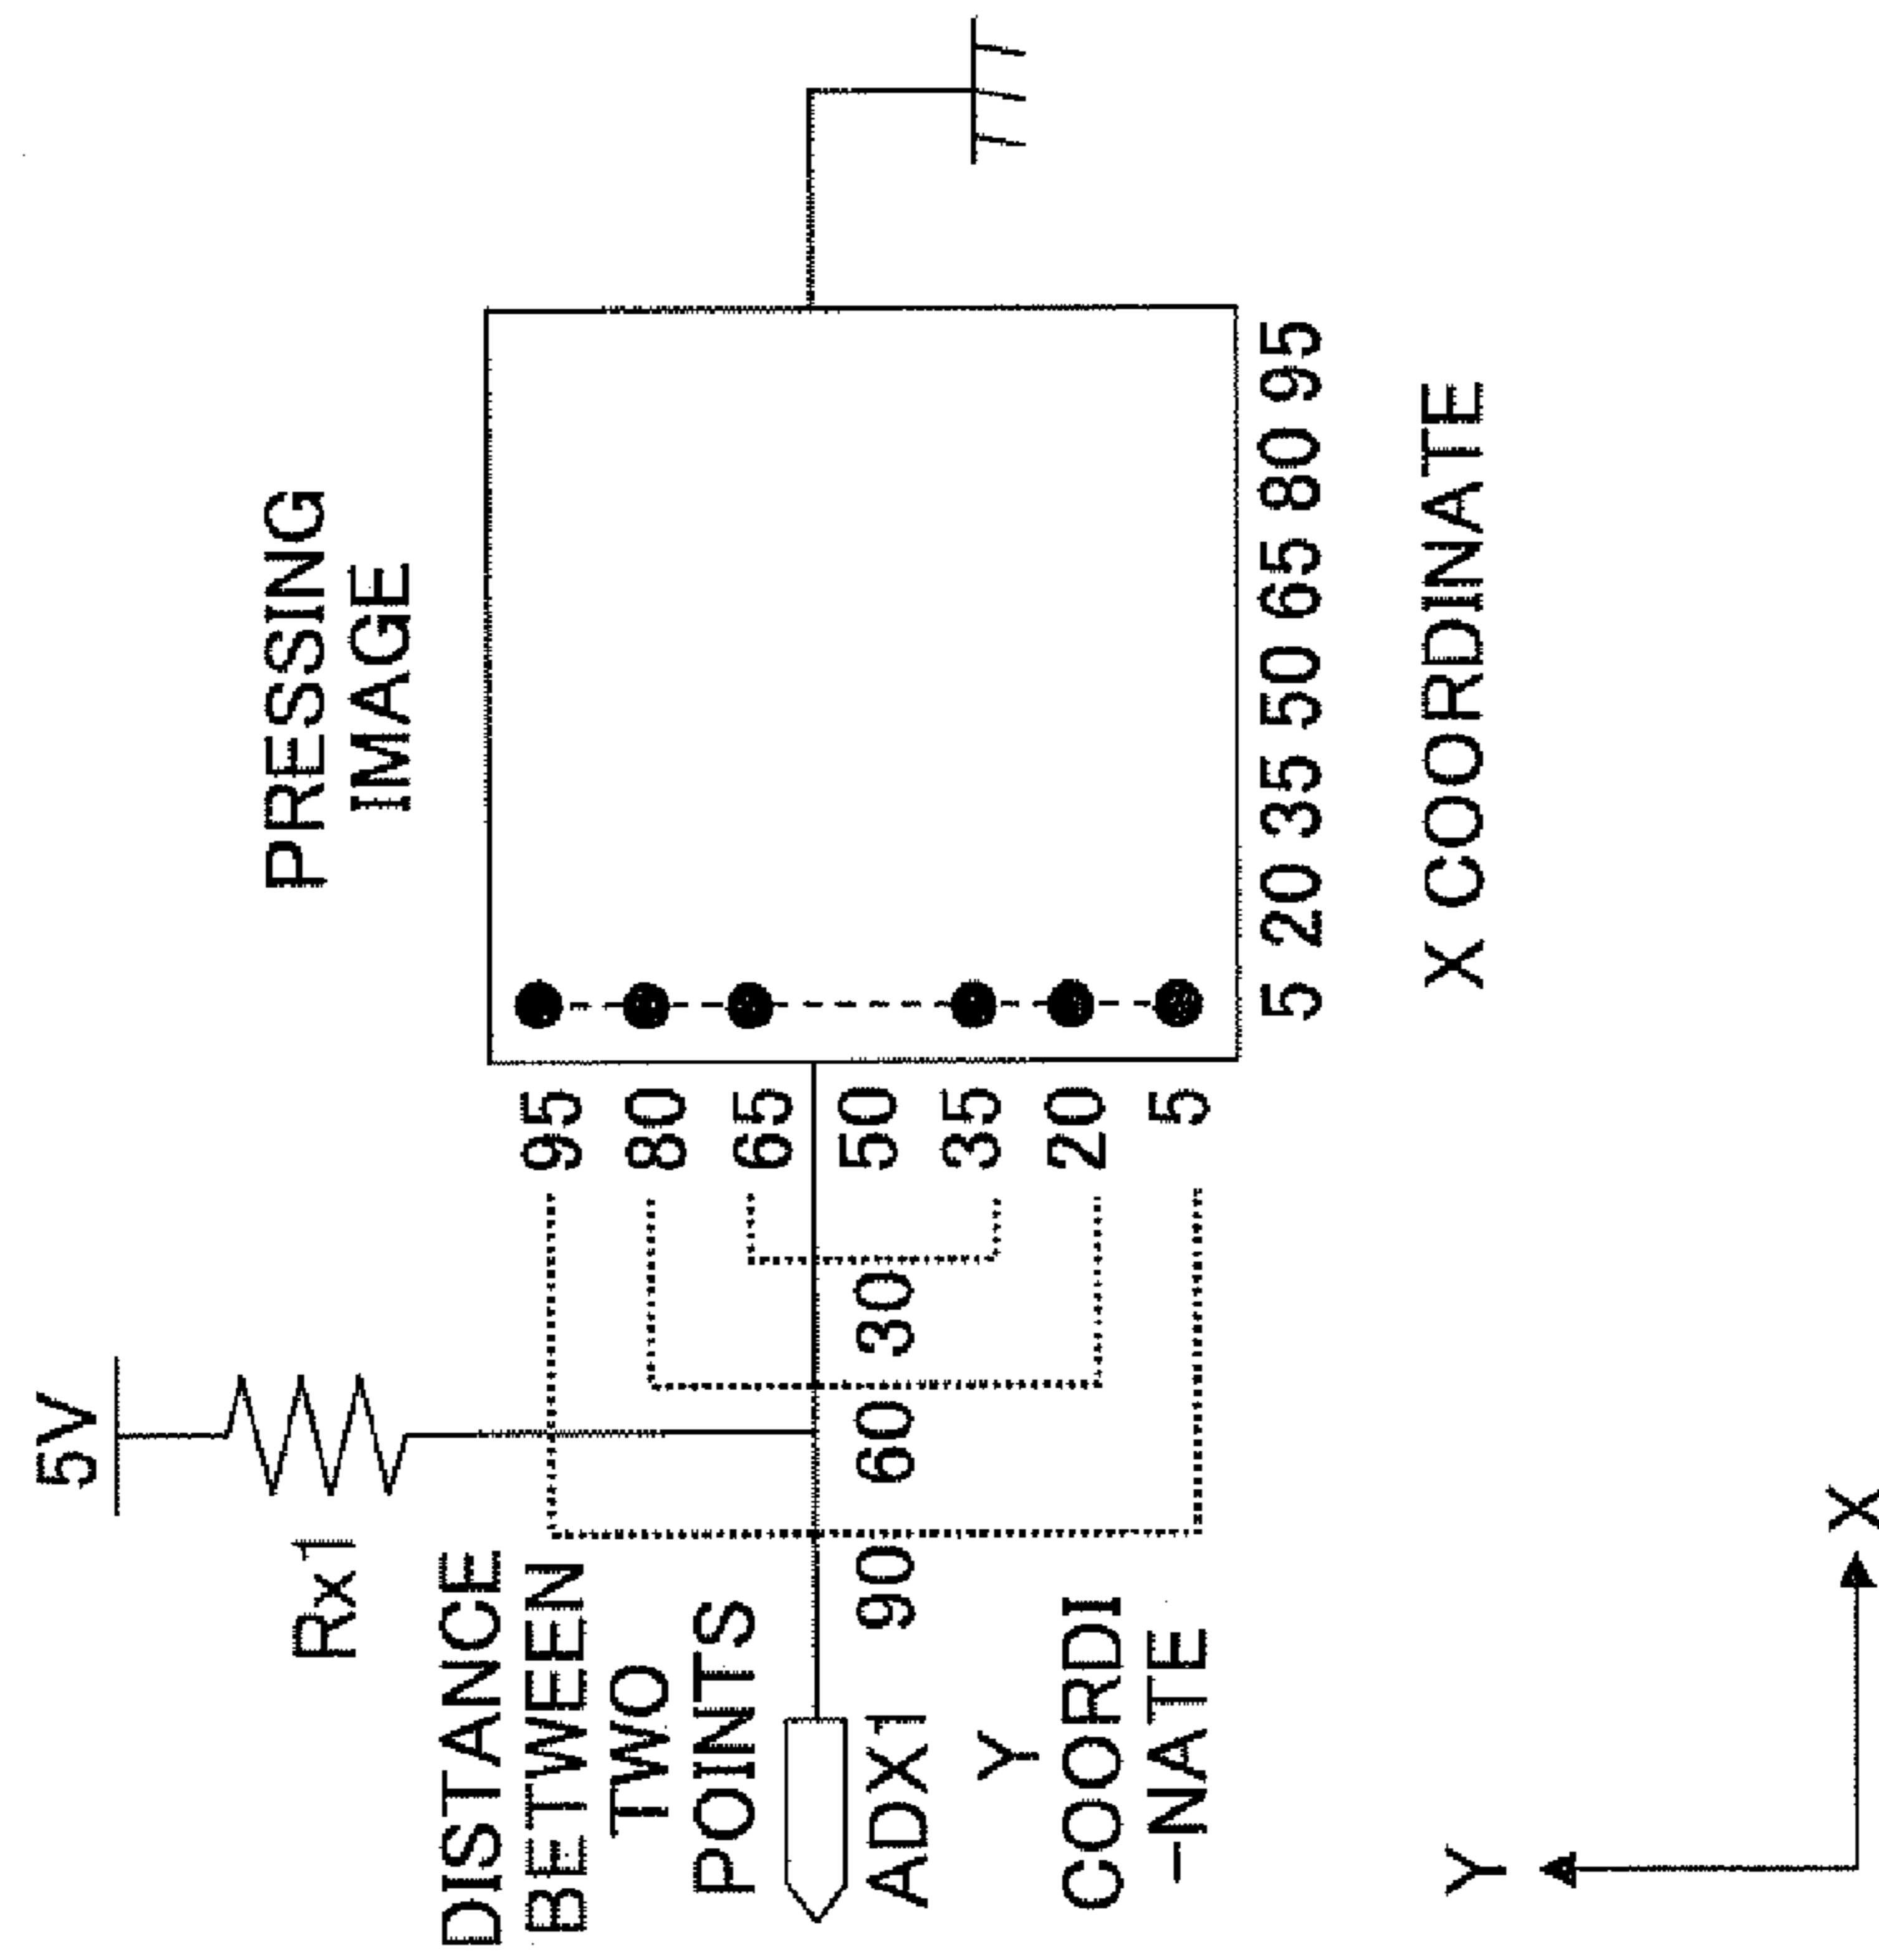 5V
Rx1
PRESSING
IMAGE
DISTANCE
BETWEEN
TWO
POINTS
95
80
65
50
35
20
5
90 60 30
ADX1
Y
COORDI
-NATE
5 20 35 50 65 80 95
X COORDINATE
Y
X